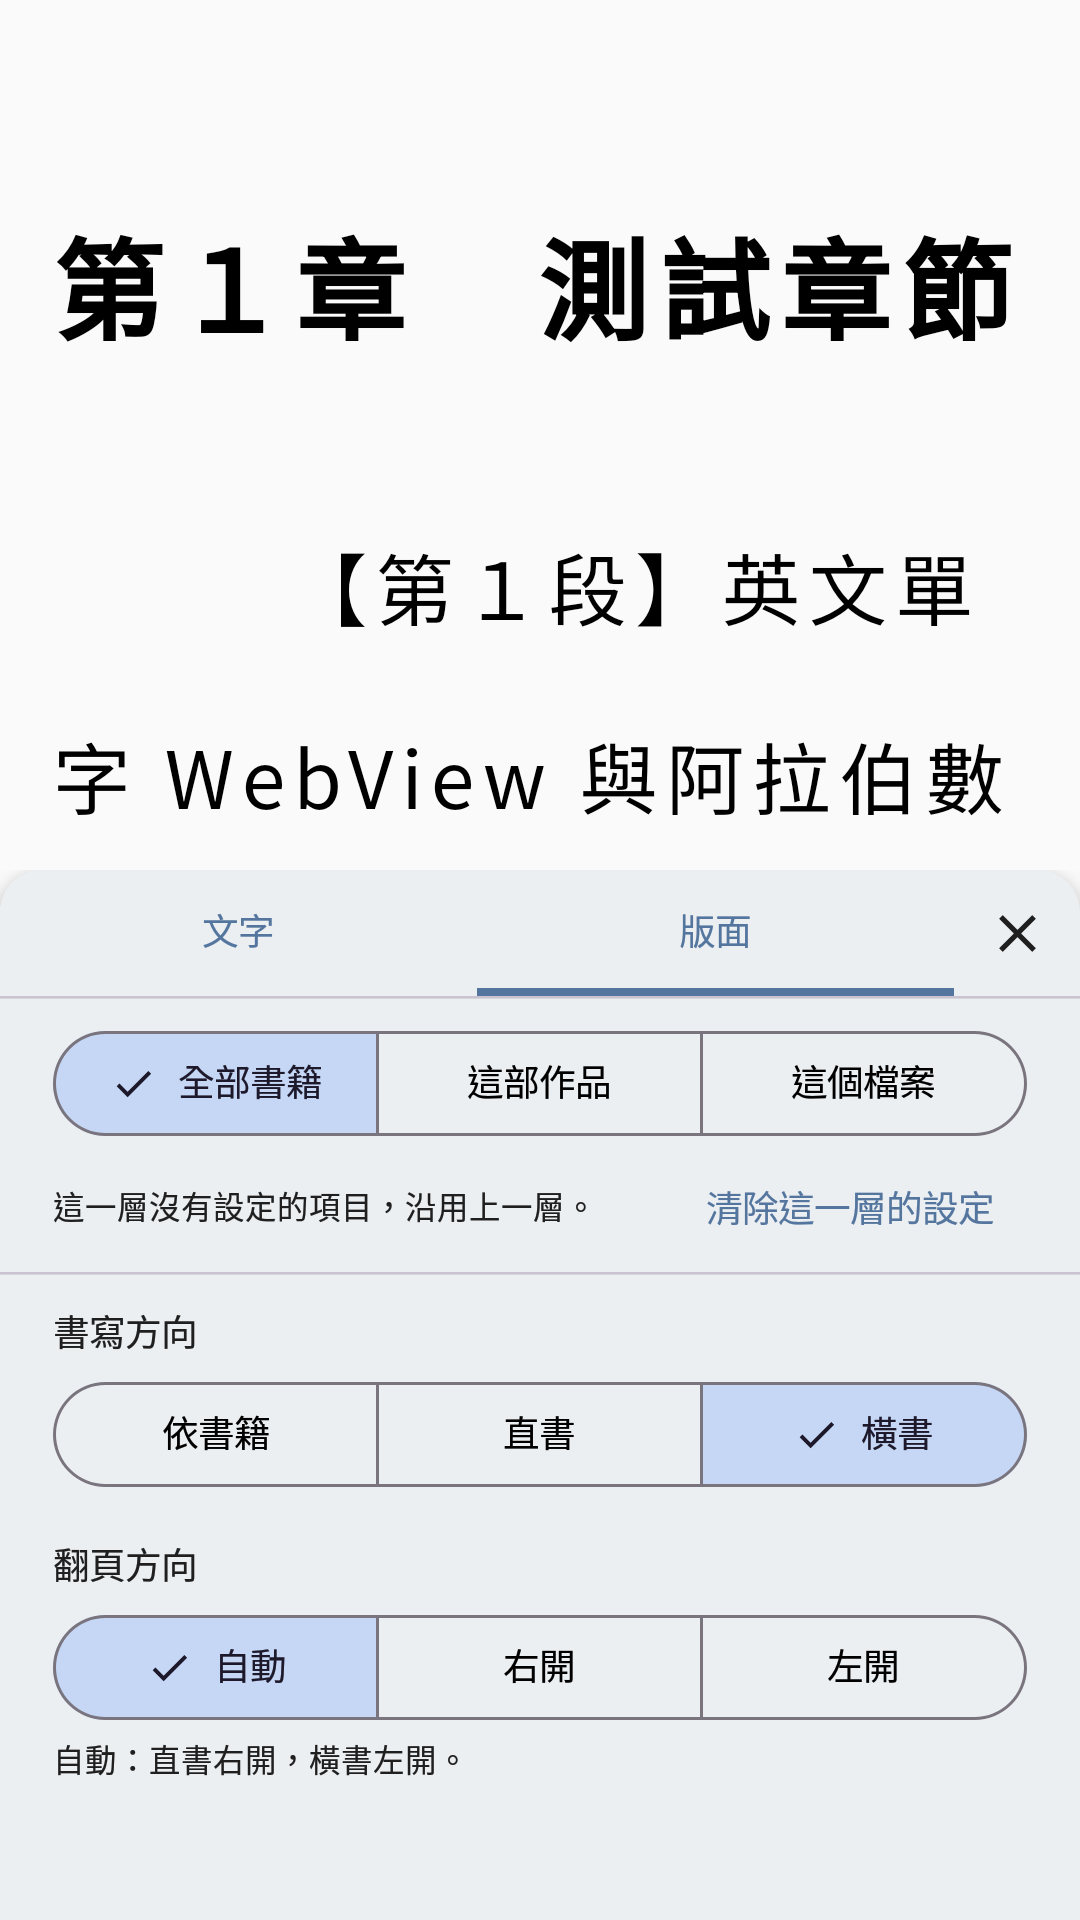 第１章　測試章節
【第１段】英文單
字 WebView 與阿拉伯數
文字
版面
全部書籍
這部作品
這個檔案
這一層沒有設定的項目，沿用上一層。
清除這一層的設定
書寫方向
依書籍
直書
橫書
翻頁方向
自動
右開
左開
自動：直書右開，橫書左開。